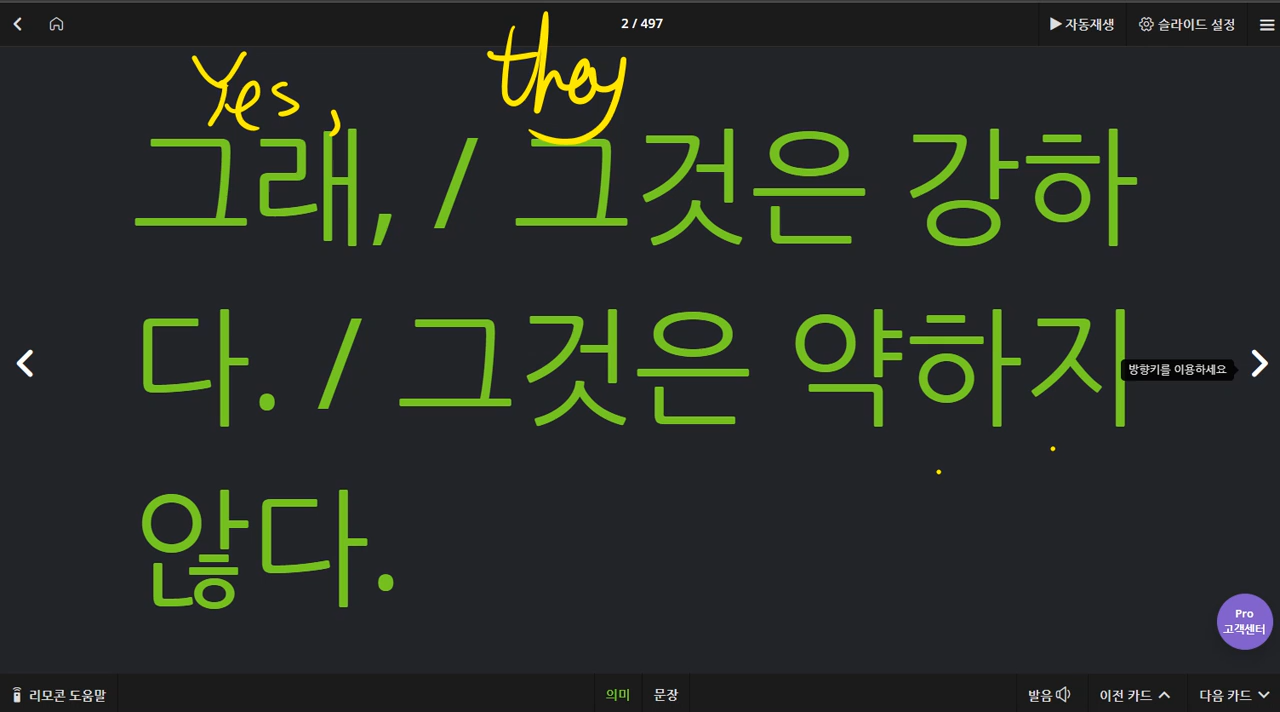 2 / 497
자동재생
슬라이드 설정
Yes, they
그래, / 그것은 강하
다. / 그것은 약하지
방향키를 이용하세요
않다.
Pro
고객센터
리모콘 도움말
의미
문장
발음
이전 카드
다음 카드